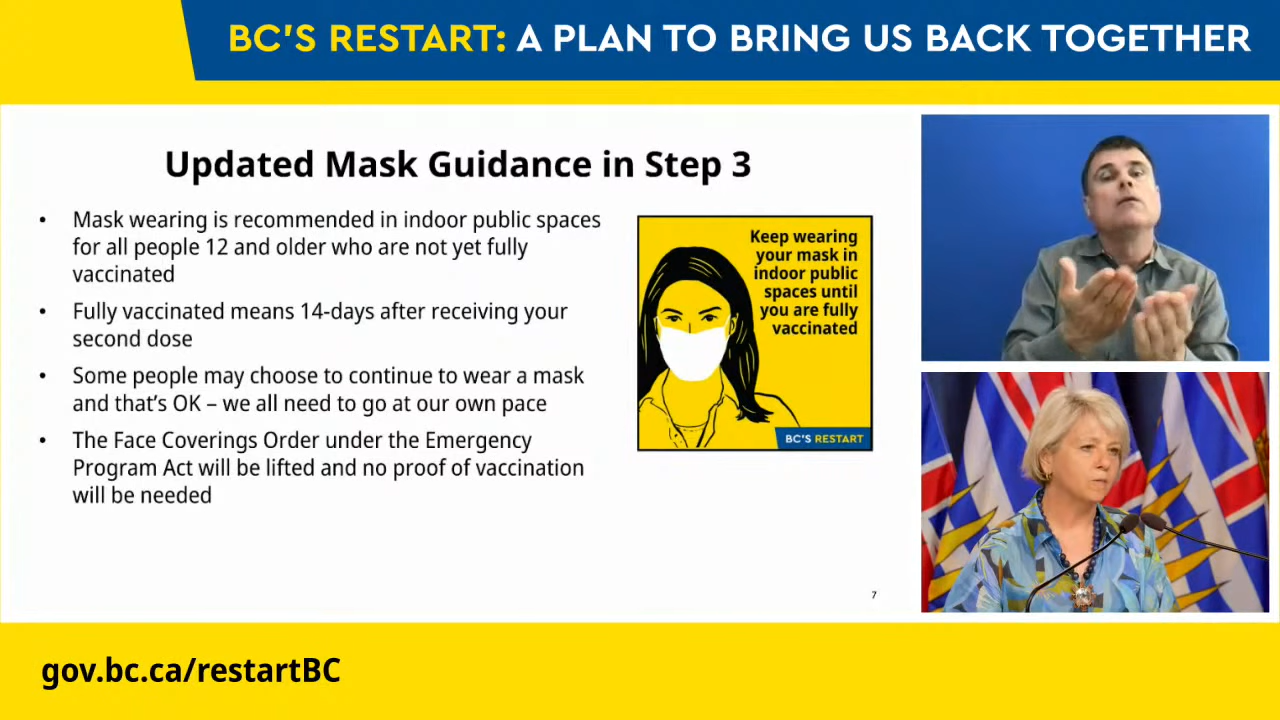 BC'S RESTART: A PLAN TO BRING US BACK TOGETHER
Updated Mask Guidance in Step 3
• Mask wearing is recommended in indoor public spaces
for all people 12 and older who are not yet fully
vaccinated
• Fully vaccinated means 14-days after receiving your
second dose
• Some people may choose to continue to wear a mask
and that's OK – we all need to go at our own pace
• The Face Coverings Order under the Emergency
Program Act will be lifted and no proof of vaccination
will be needed
Keep wearing
your mask in
indoor public
spaces until
you are fully
vaccinated
BC'S RESTART
7
gov.bc.ca/restartBC